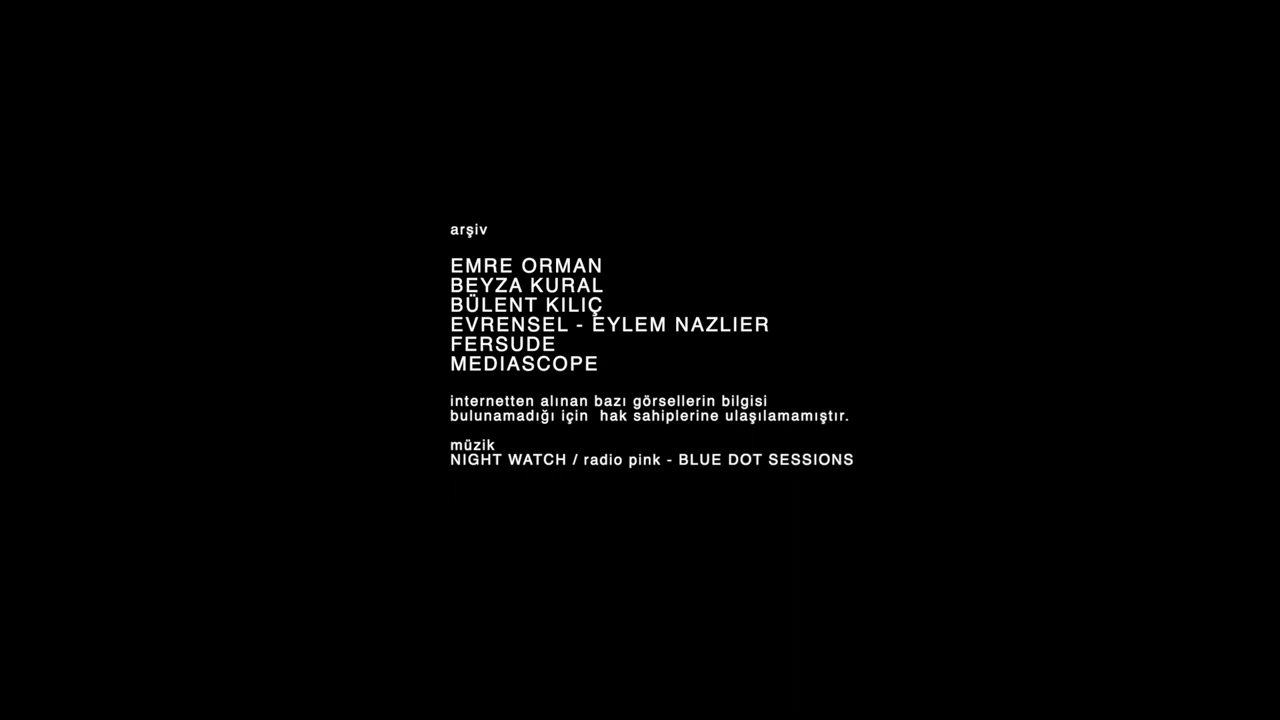 arşiv
EMRE ORMAN
BEYZA KURAL
BÜLENT KILIÇ
EVRENSEL - EYLEM NAZLIER
FERSUDE
MEDIASCOPE
internetten alınan bazı görsellerin bilgisi
bulunamadığı için  hak sahiplerine ulaşılamamıştır.
müzik
NIGHT WATCH / radio pink - BLUE DOT SESSIONS